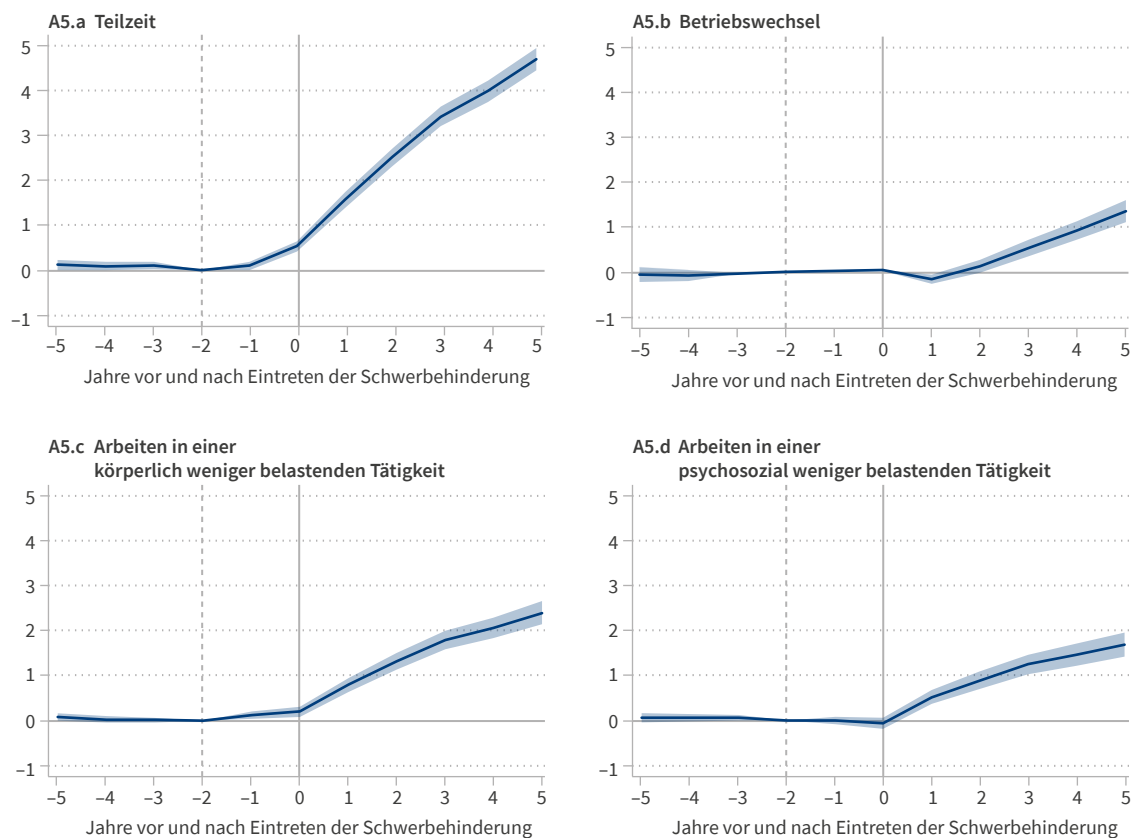 A5.a Teilzeit
5
4
3
2
1
0
–1
–5 –4 –3 –2 –1 0 1 2 3 4 5
Jahre vor und nach Eintreten der Schwerbehinderung
A5.b Betriebswechsel
5
4
3
2
1
0
–1
–5 –4 –3 –2 –1 0 1 2 3 4 5
Jahre vor und nach Eintreten der Schwerbehinderung
A5.c Arbeiten in einer
körperlich weniger belastenden Tätigkeit
5
4
3
2
1
0
–1
–5 –4 –3 –2 –1 0 1 2 3 4 5
Jahre vor und nach Eintreten der Schwerbehinderung
A5.d Arbeiten in einer
psychosozial weniger belastenden Tätigkeit
5
4
3
2
1
0
–1
–5 –4 –3 –2 –1 0 1 2 3 4 5
Jahre vor und nach Eintreten der Schwerbehinderung